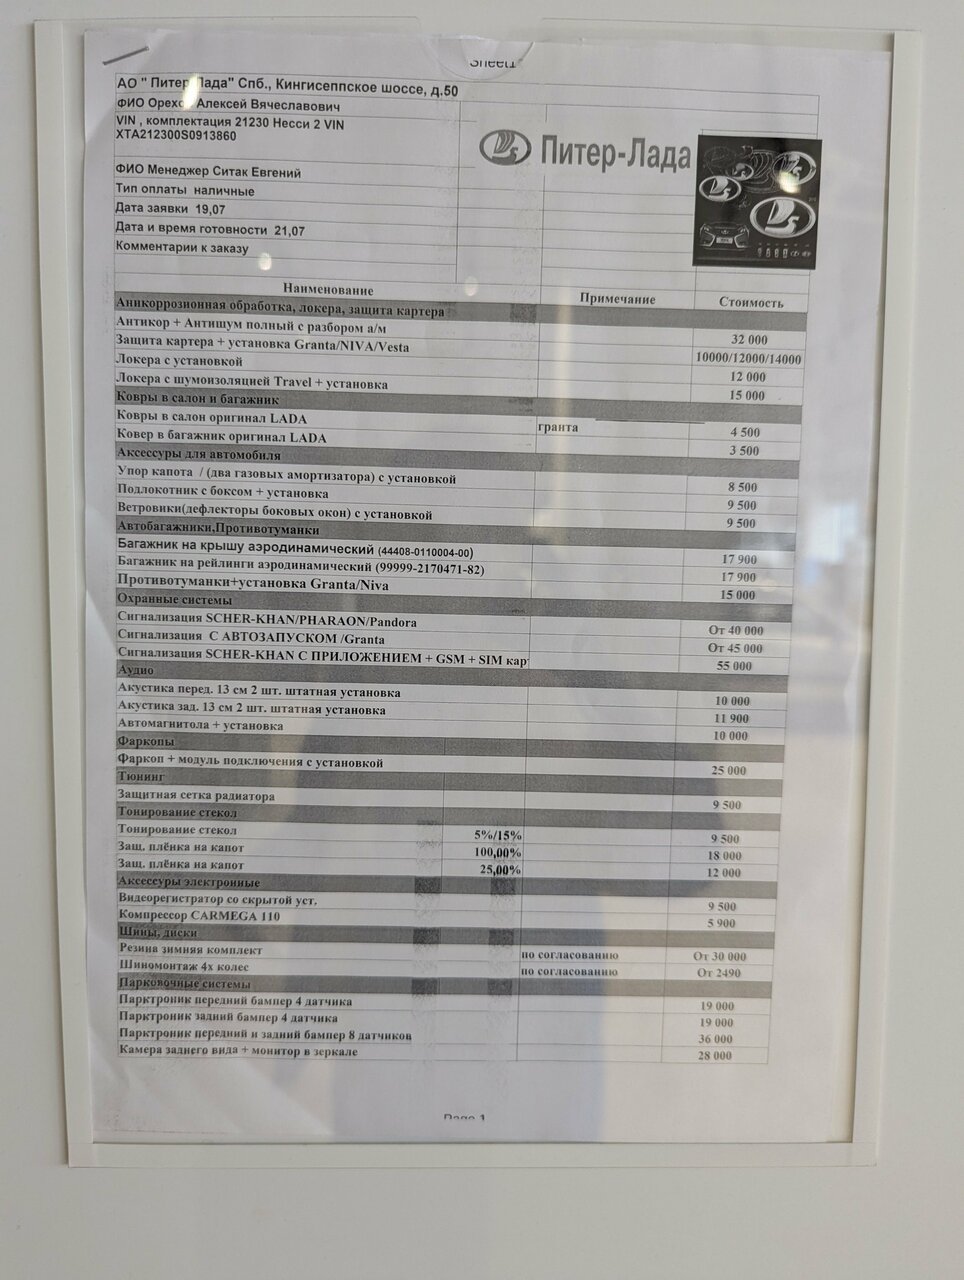 АО " Питер-Лада" Спб., Кингисеппское шоссе, д.50
ФИО Орехо Алексей Вячеславович
VIN , комплектация 21230 Несси 2 VIN
XTA212300S0913860
Питер-Лада
ФИО Менеджер Ситак Евгений
Тип оплаты наличные
Дата заявки 19,07
Дата и время готовности 21,07
Комментарии к заказу
Наименование Примечание Стоимость
Аникоррозионная обработка, локера, защита картера
Антикор + Антишум полный с разбором а/м 32 000
Защита картера + установка Granta/NIVA/Vesta 10000/12000/14000
Локера с установкой 12 000
Локера с шумоизоляцией Travel + установка 15 000
Ковры в салон и багажник
Ковры в салон оригинал LADA гранта 4 500
Ковер в багажник оригинал LADA 3 500
Аксессуры для автомобиля
Упор капота / (два газовых амортизатора) с установкой 8 500
Подлокотник с боксом + установка 9 500
Ветровики(дефлекторы боковых окон) с установкой 9 500
Автобагажники,Противотуманки
Багажник на крышу аэродинамический (44408-0110004-00) 17 900
Багажник на рейлинги аэродинамический (99999-2170471-82) 17 900
Противотуманки+установка Granta/Niva 15 000
Охранные системы
Сигнализация SCHER-KHAN/PHARAON/Pandora От 40 000
Сигнализация С АВТОЗАПУСКОМ /Granta От 45 000
Сигнализация SCHER-KHAN С ПРИЛОЖЕНИЕМ + GSM + SIM кар 55 000
Аудио
Акустика перед. 13 см 2 шт. штатная установка 10 000
Акустика зад. 13 см 2 шт. штатная установка 11 900
Автомагнитола + установка 10 000
Фаркопы
Фаркоп + модуль подключения с установкой 25 000
Тюнинг
Защитная сетка радиатора 9 500
Тонирование стекол
Тонирование стекол 5%/15% 9 500
Защ. плёнка на капот 100,00% 18 000
Защ. плёнка на капот 25,00% 12 000
Аксессуры электронные
Видеорегистратор со скрытой уст. 9 500
Компрессор CARMEGA 110 5 900
Шины, диски
Резина зимняя комплект по согласованию От 30 000
Шиномонтаж 4х колес по согласованию От 2490
Парковочные системы
Парктроник передний бампер 4 датчика 19 000
Парктроник задний бампер 4 датчика 19 000
Парктроник передний и задний бампер 8 датчиков 36 000
Камера заднего вида + монитор в зеркале 28 000
Page 1